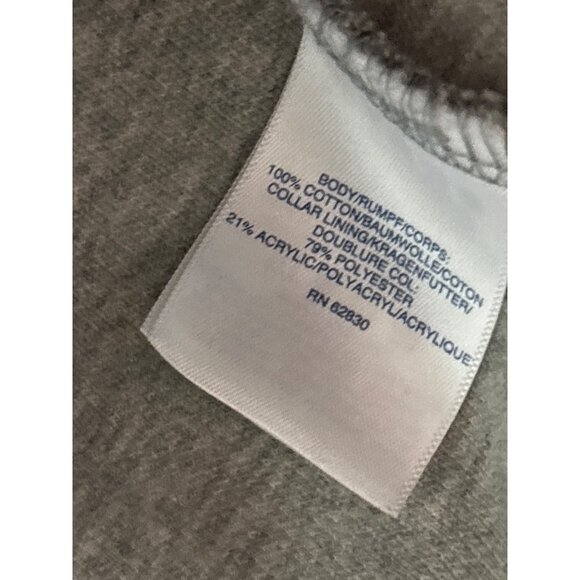 BODY/RUMPF/CORPS:
100% COTTON/BAUMWOLLE/COTON
COLLAR LINING/KRAGENFUTTER/
DOUBLURE COL:
79% POLYESTER
21% ACRYLIC/POLYACRYL/ACRYLIQUE
RN 62830